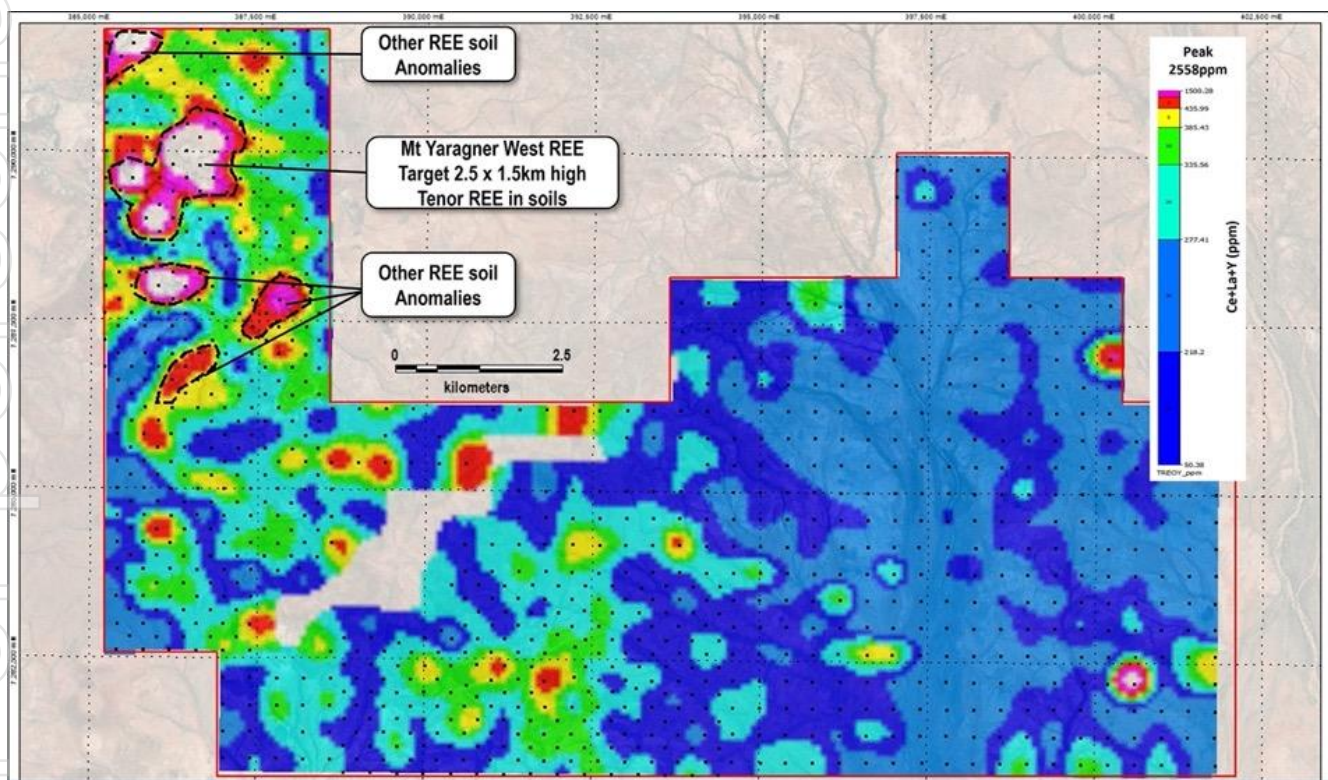 385,000 mE
387,500 mE
390,000 mE
392,500 mE
395,000 mE
397,500 mE
400,000 mE
402,500 mE
Other REE soil
Anomalies
Peak
2558ppm
1500.28
435.99
385.43
335.56
277.41
218.2
50.38
TREOY_ppm
Ce+La+Y (ppm)
Mt Yaragner West REE
Target 2.5 x 1.5km high
Tenor REE in soils
Other REE soil
Anomalies
0 2.5
kilometers